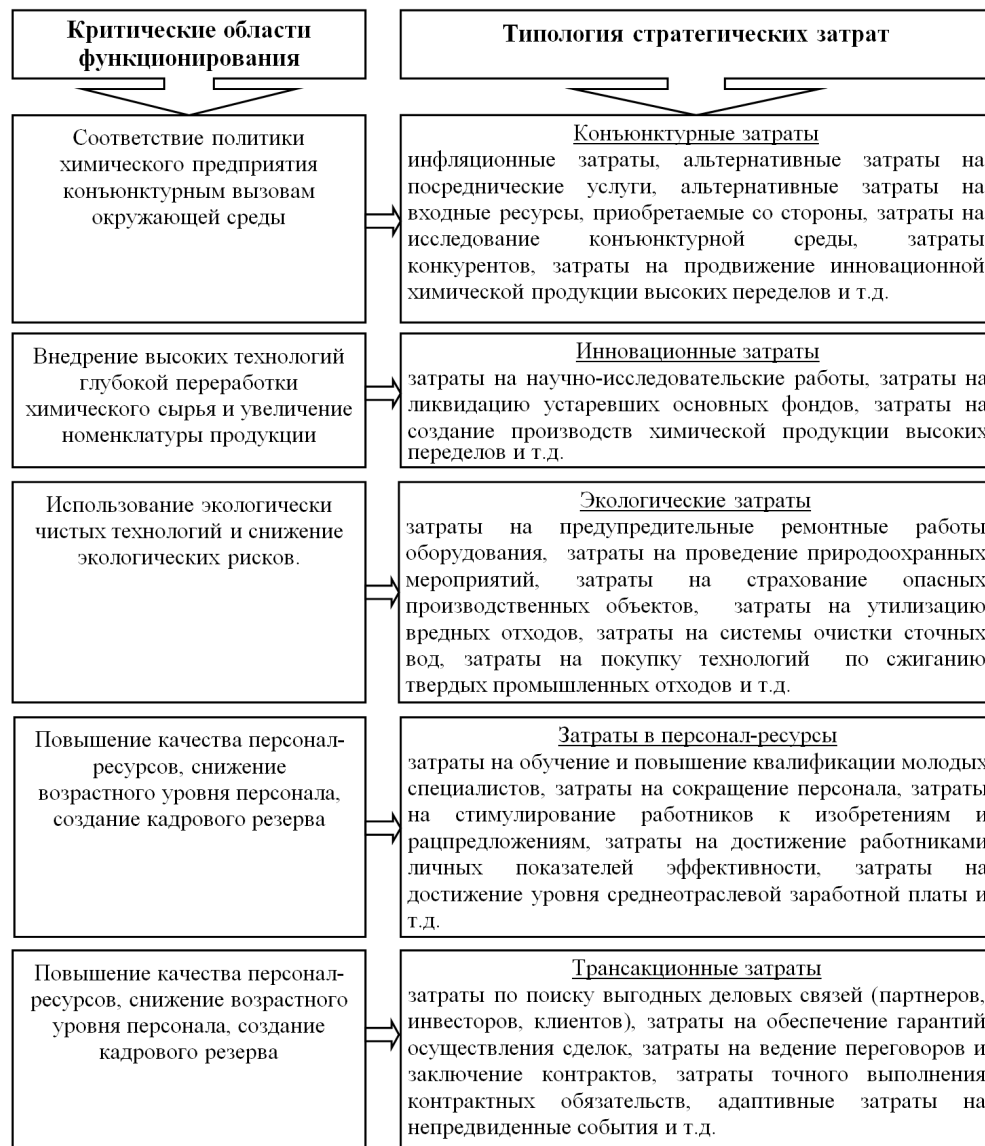 Критические области
функционирования
Типология стратегических затрат
Соответствие политики
химического предприятия
конъюнктурным вызовам
окружающей среды
Конъюнктурные затраты
инфляционные затраты, альтернативные затраты на
посреднические услуги, альтернативные затраты на
входные ресурсы, приобретаемые со стороны, затраты на
исследование конъюнктурной среды, затраты
конкурентов, затраты на продвижение инновационной
химической продукции высоких переделов и т.д.
Внедрение высоких технологий
глубокой переработки
химического сырья и увеличение
номенклатуры продукции
Инновационные затраты
затраты на научно-исследовательские работы, затраты на
ликвидацию устаревших основных фондов, затраты на
создание производств химической продукции высоких
переделов и т.д.
Использование экологически
чистых технологий и снижение
экологических рисков.
Экологические затраты
затраты на предупредительные ремонтные работы
оборудования, затраты на проведение природоохранных
мероприятий, затраты на страхование опасных
производственных объектов, затраты на утилизацию
вредных отходов, затраты на системы очистки сточных
вод, затраты на покупку технологий по сжиганию
твердых промышленных отходов и т.д.
Повышение качества персонал-
ресурсов, снижение
возрастного уровня персонала,
создание кадрового резерва
Затраты в персонал-ресурсы
затраты на обучение и повышение квалификации молодых
специалистов, затраты на сокращение персонала, затраты
на стимулирование работников к изобретениям и
рацпредложениям, затраты на достижение работниками
личных показателей эффективности, затраты на
достижение уровня среднеотраслевой заработной платы и
т.д.
Повышение качества персонал-
ресурсов, снижение возрастного
уровня персонала, создание
кадрового резерва
Трансакционные затраты
затраты по поиску выгодных деловых связей (партнеров,
инвесторов, клиентов), затраты на обеспечение гарантий
осуществления сделок, затраты на ведение переговоров и
заключение контрактов, затраты точного выполнения
контрактных обязательств, адаптивные затраты на
непредвиденные события и т.д.